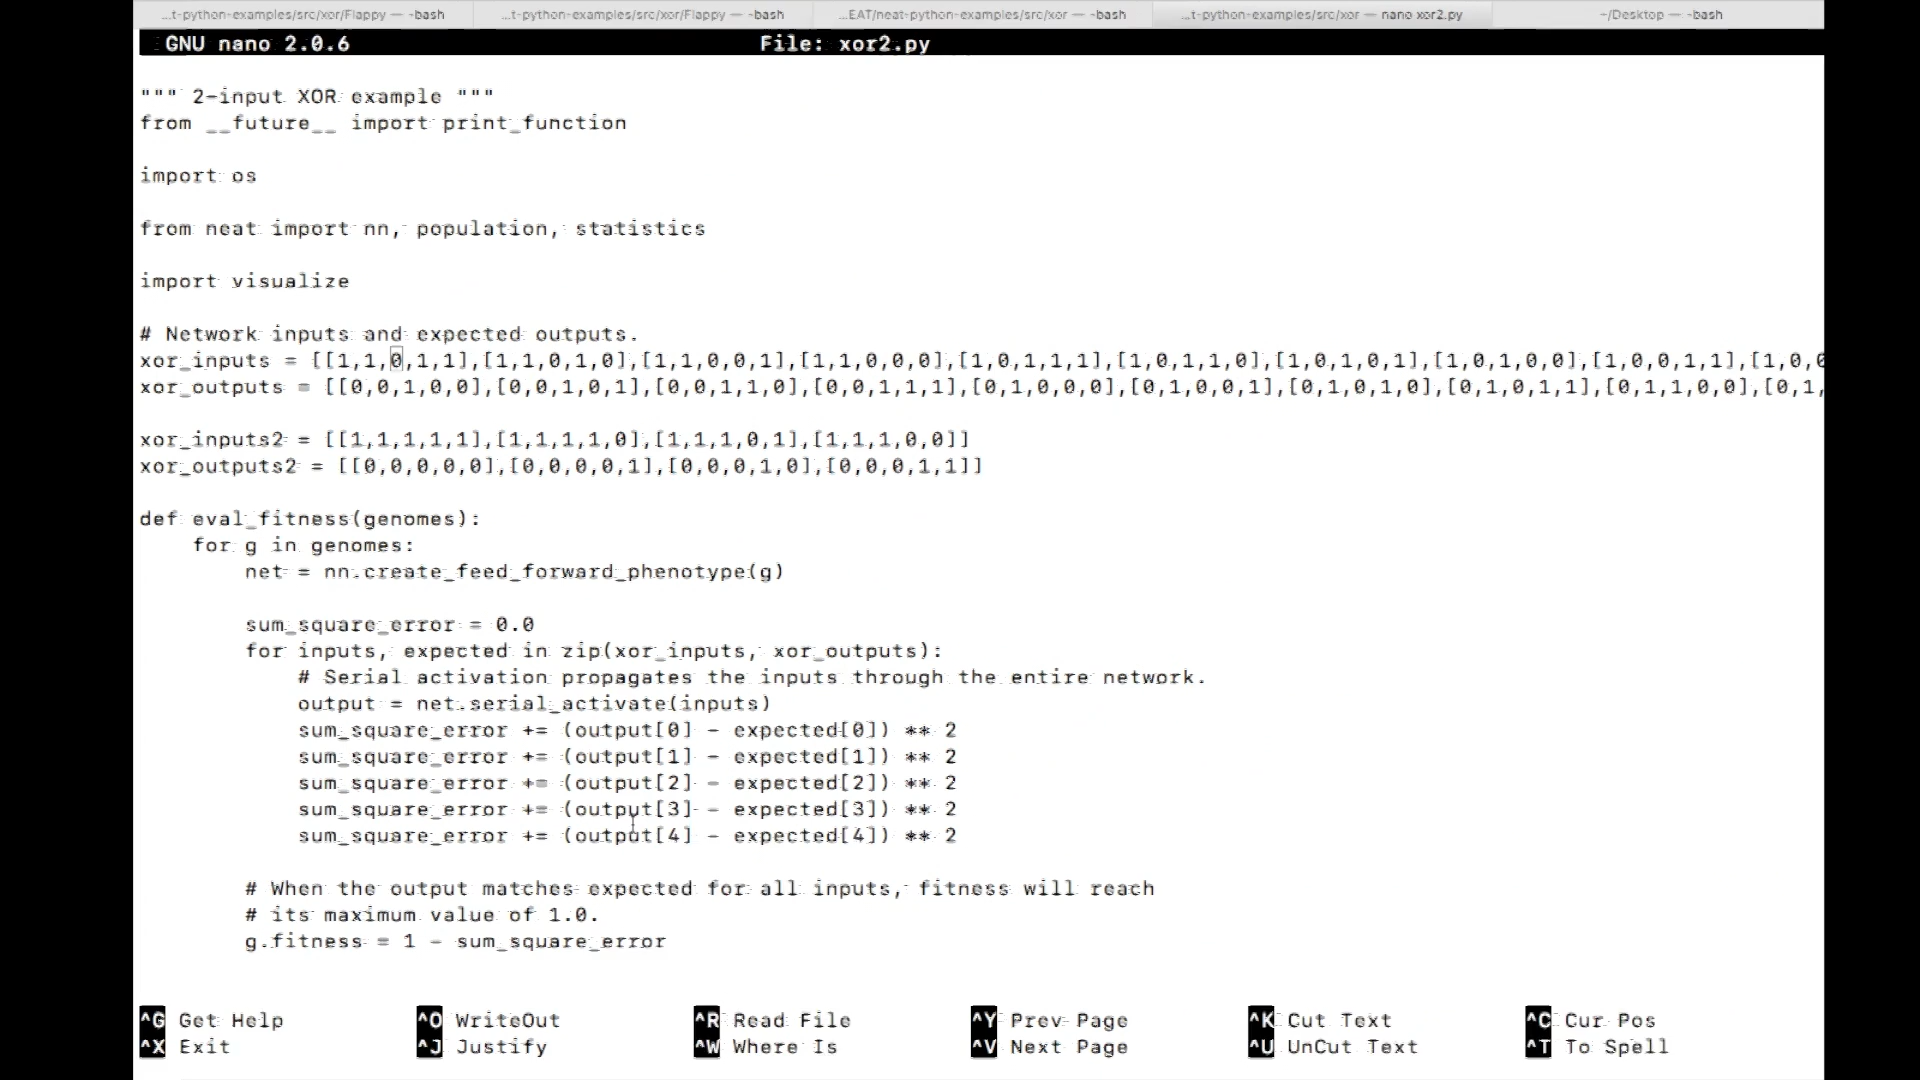 ...t-python-examples/src/xor/Flappy — -bash ...t-python-examples/src/xor/Flappy — -bash ...EAT/neat-python-examples/src/xor — -bash ...t-python-examples/src/xor — nano xor2.py ~/Desktop — -bash
GNU nano 2.0.6 File: xor2.py
""" 2-input XOR example """
from __future__ import print_function
import os
from neat import nn, population, statistics
import visualize
# Network inputs and expected outputs.
xor_inputs = [[1,1,0,1,1],[1,1,0,1,0],[1,1,0,0,1],[1,1,0,0,0],[1,0,1,1,1],[1,0,1,1,0],[1,0,1,0,1],[1,0,1,0,0],[1,0,0,1,1],[1,0,0
xor_outputs = [[0,0,1,0,0],[0,0,1,0,1],[0,0,1,1,0],[0,0,1,1,1],[0,1,0,0,0],[0,1,0,0,1],[0,1,0,1,0],[0,1,0,1,1],[0,1,1,0,0],[0,1,
xor_inputs2 = [[1,1,1,1,1],[1,1,1,1,0],[1,1,1,0,1],[1,1,1,0,0]]
xor_outputs2 = [[0,0,0,0,0],[0,0,0,0,1],[0,0,0,1,0],[0,0,0,1,1]]
def eval_fitness(genomes):
for g in genomes:
net = nn.create_feed_forward_phenotype(g)
sum_square_error = 0.0
for inputs, expected in zip(xor_inputs, xor_outputs):
# Serial activation propagates the inputs through the entire network.
output = net.serial_activate(inputs)
sum_square_error += (output[0] - expected[0]) ** 2
sum_square_error += (output[1] - expected[1]) ** 2
sum_square_error += (output[2] - expected[2]) ** 2
sum_square_error += (output[3] - expected[3]) ** 2
sum_square_error += (output[4] - expected[4]) ** 2
# When the output matches expected for all inputs, fitness will reach
# its maximum value of 1.0.
g.fitness = 1 - sum_square_error
^G Get Help ^O WriteOut ^R Read File ^Y Prev Page ^K Cut Text ^C Cur Pos
^X Exit ^J Justify ^W Where Is ^V Next Page ^U UnCut Text ^T To Spell